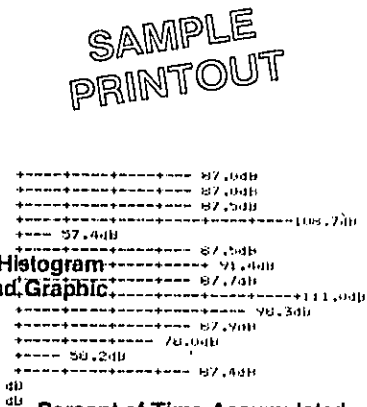 SAMPLE
PRINTOUT
+----+----+----+--- 87.0dB
+----+----+----+--- 87.0dB
+----+----+----+--- 87.5dB
+----+----+----+----+----+----108.7dB
+--- 57.4dB
+----+----+----+--- 87.5dB
Histogram +----+----+ 91.4dB
nd Graphic +----+----+--- 87.7dB
+----+----+----+----+----+----+111.0dB
+----+----+----+----+--- 98.3dB
+----+----+----+--- 87.9dB
+----+----+---- 78.0dB
+---- 58.2dB
+----+----+----+--- 87.4dB
dB
dB
Percent of Time Accumulated